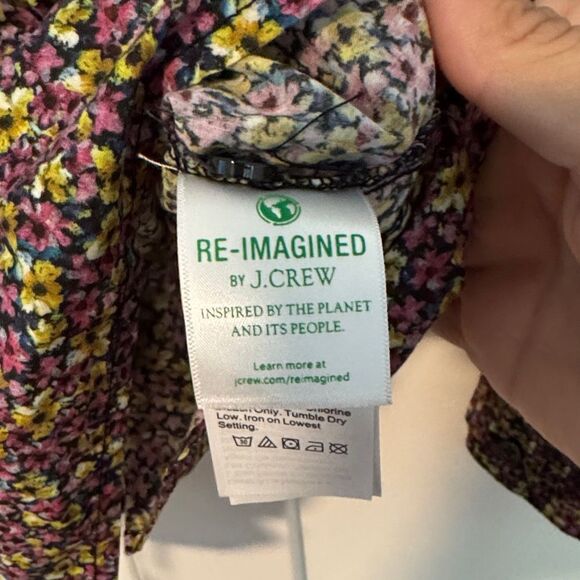 RE-IMAGINED
BY J.CREW
INSPIRED BY THE PLANET
AND ITS PEOPLE.
Learn more at
jcrew.com/reimagined
Only. Tumble Dry
Low. Iron on Lowest
Setting.